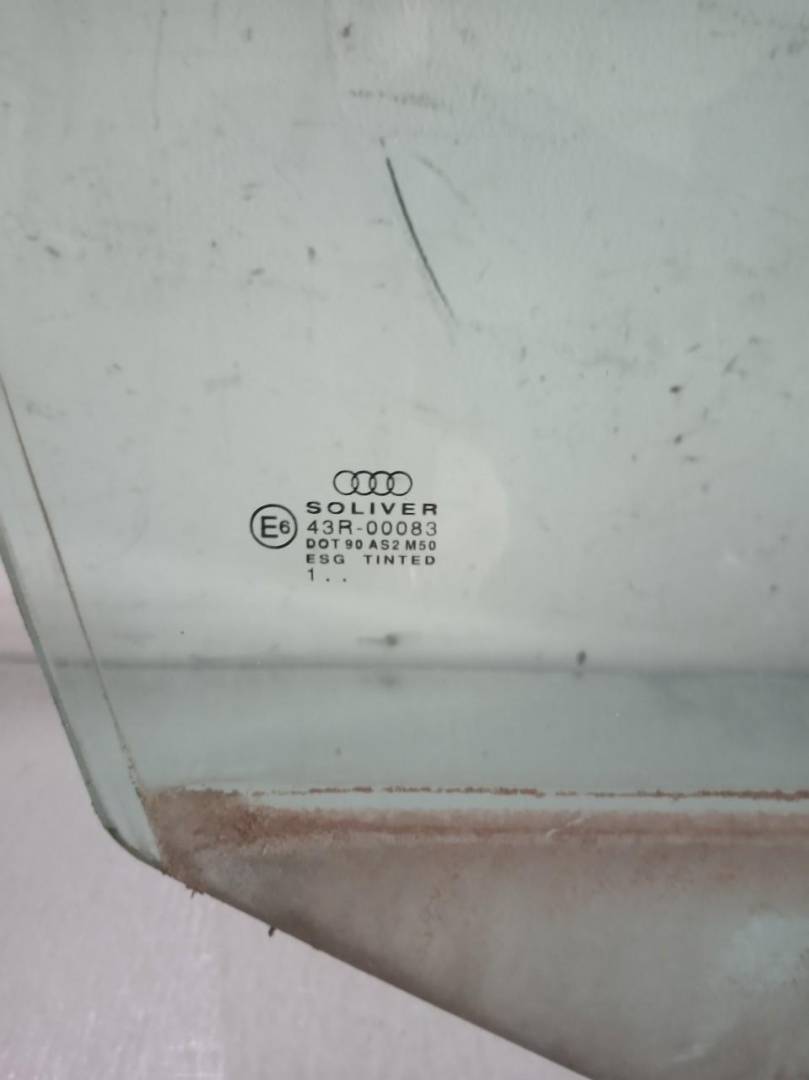 SOLIVER
E6 43R-00083
DOT 90 AS2 M50
ESG TINTED
1 . .